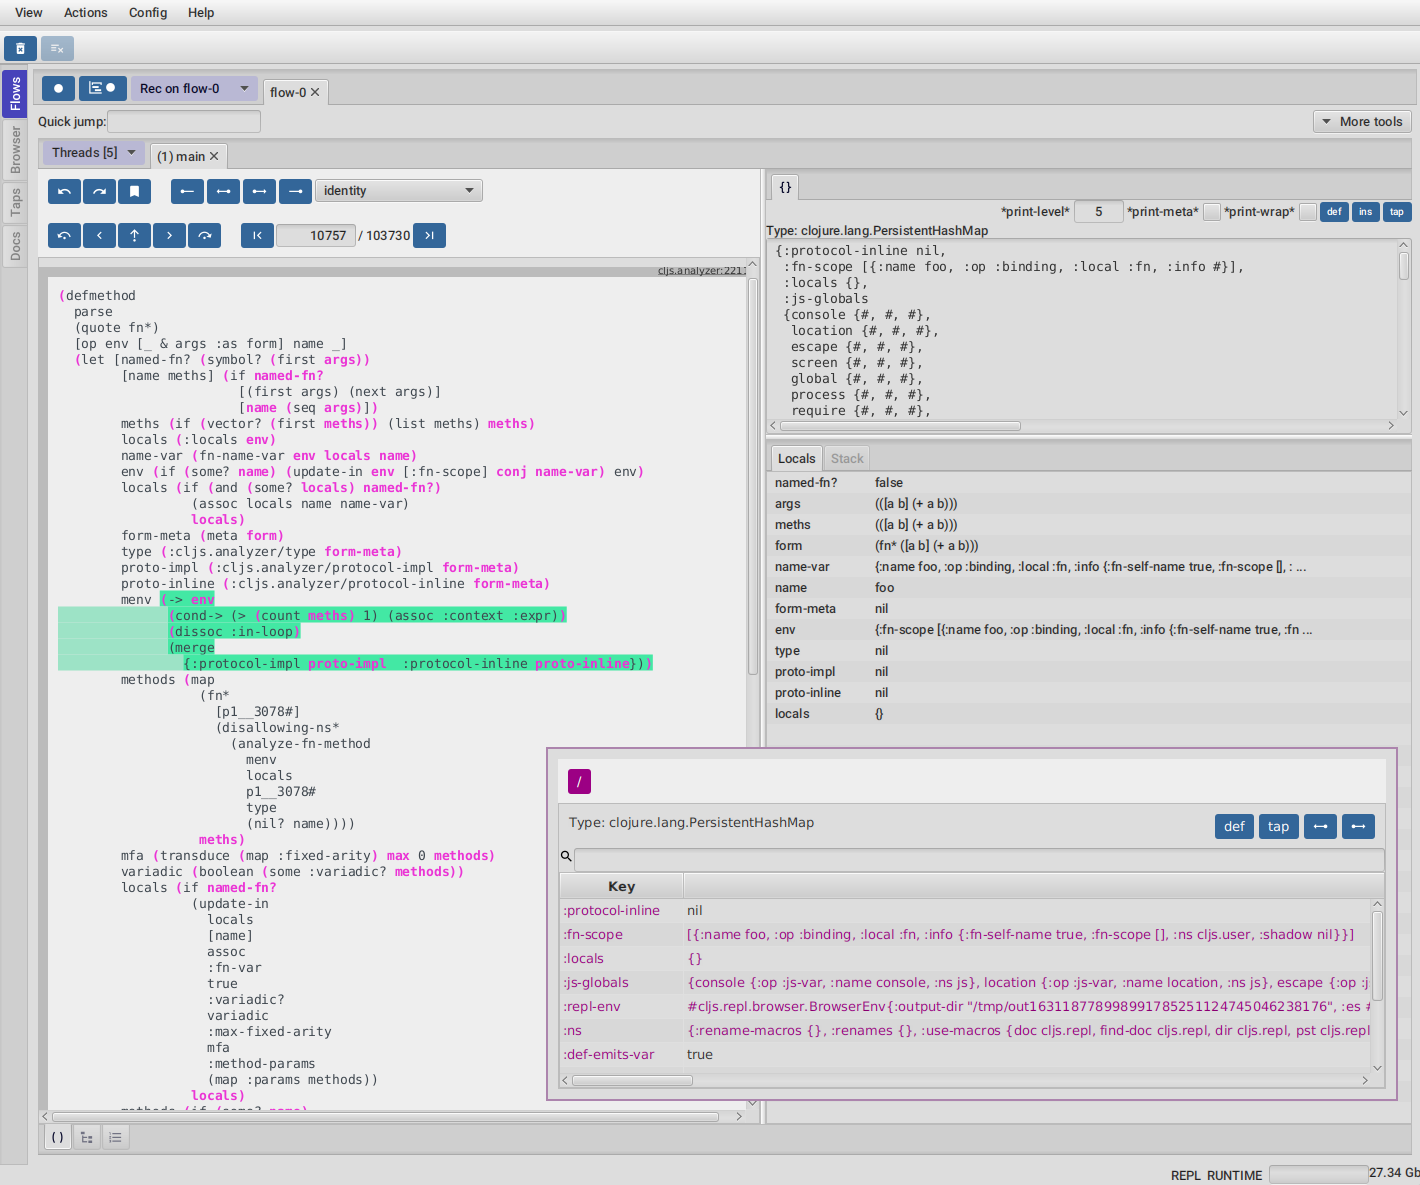 View Actions Config Help
Flows
Browser
Taps
Docs
Rec on flow-0
flow-0
Quick jump:
More tools
Threads [5]
(1) main
identity
10757 / 103730
cljs.analyzer:2211
(defmethod
parse
(quote fn*)
[op env [_ & args :as form] name _]
(let [named-fn? (symbol? (first args))
[name meths] (if named-fn?
[(first args) (next args)]
[name (seq args)])
meths (if (vector? (first meths)) (list meths) meths)
locals (:locals env)
name-var (fn-name-var env locals name)
env (if (some? name) (update-in env [:fn-scope] conj name-var) env)
locals (if (and (some? locals) named-fn?)
(assoc locals name name-var)
locals)
form-meta (meta form)
type (:cljs.analyzer/type form-meta)
proto-impl (:cljs.analyzer/protocol-impl form-meta)
proto-inline (:cljs.analyzer/protocol-inline form-meta)
menv (-> env
(cond-> (> (count meths) 1) (assoc :context :expr))
(dissoc :in-loop)
(merge
{:protocol-impl proto-impl :protocol-inline proto-inline}))
methods (map
(fn*
[p1__3078#]
(disallowing-ns*
(analyze-fn-method
menv
locals
p1__3078#
type
(nil? name))))
meths)
mfa (transduce (map :fixed-arity) max 0 methods)
variadic (boolean (some :variadic? methods))
locals (if named-fn?
(update-in
locals
[name]
assoc
:fn-var
true
:variadic?
variadic
:max-fixed-arity
mfa
:method-params
(map :params methods))
locals)
methods (if (some? name)
()
{}
*print-level* 5 *print-meta* *print-wrap* def ins tap
Type: clojure.lang.PersistentHashMap
{:protocol-inline nil,
:fn-scope [{:name foo, :op :binding, :local :fn, :info #}],
:locals {},
:js-globals
{console {#, #, #},
location {#, #, #},
escape {#, #, #},
screen {#, #, #},
global {#, #, #},
process {#, #, #},
require {#, #, #},
Locals Stack
named-fn? false
args (([a b] (+ a b)))
meths (([a b] (+ a b)))
form (fn* ([a b] (+ a b)))
name-var {:name foo, :op :binding, :local :fn, :info {:fn-self-name true, :fn-scope [], : ...
name foo
form-meta nil
env {:fn-scope [{:name foo, :op :binding, :local :fn, :info {:fn-self-name true, :fn ...
type nil
proto-impl nil
proto-inline nil
locals {}
/
Type: clojure.lang.PersistentHashMap
def tap
Key
:protocol-inline nil
:fn-scope [{:name foo, :op :binding, :local :fn, :info {:fn-self-name true, :fn-scope [], :ns cljs.user, :shadow nil}}]
:locals {}
:js-globals {console {:op :js-var, :name console, :ns js}, location {:op :js-var, :name location, :ns js}, escape {:op :j
:repl-env #cljs.repl.browser.BrowserEnv{:output-dir "/tmp/out16311877899899178525112474504623817​6", :es #
:ns {:rename-macros {}, :renames {}, :use-macros {doc cljs.repl, find-doc cljs.repl, dir cljs.repl, pst cljs.repl
:def-emits-var true
REPL RUNTIME 27.34 Gb